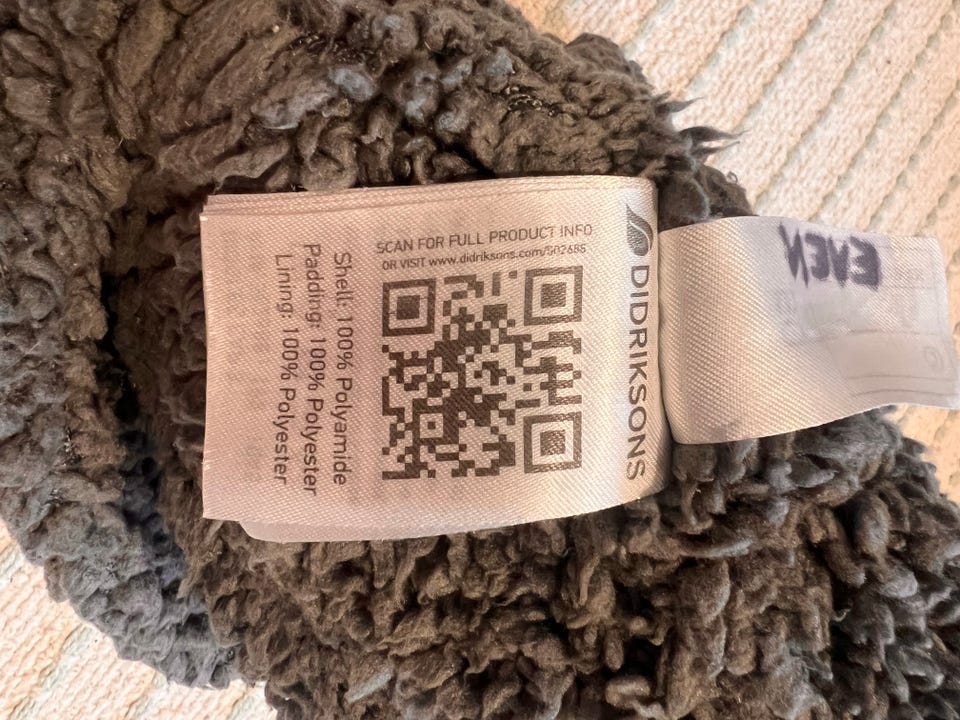 DIDRIKSONS
SCAN FOR FULL PRODUCT INFO
OR VISIT www.didriksons.com/502685
Shell: 100% Polyamide
Padding: 100% Polyester
Lining: 100% Polyester
EVEN